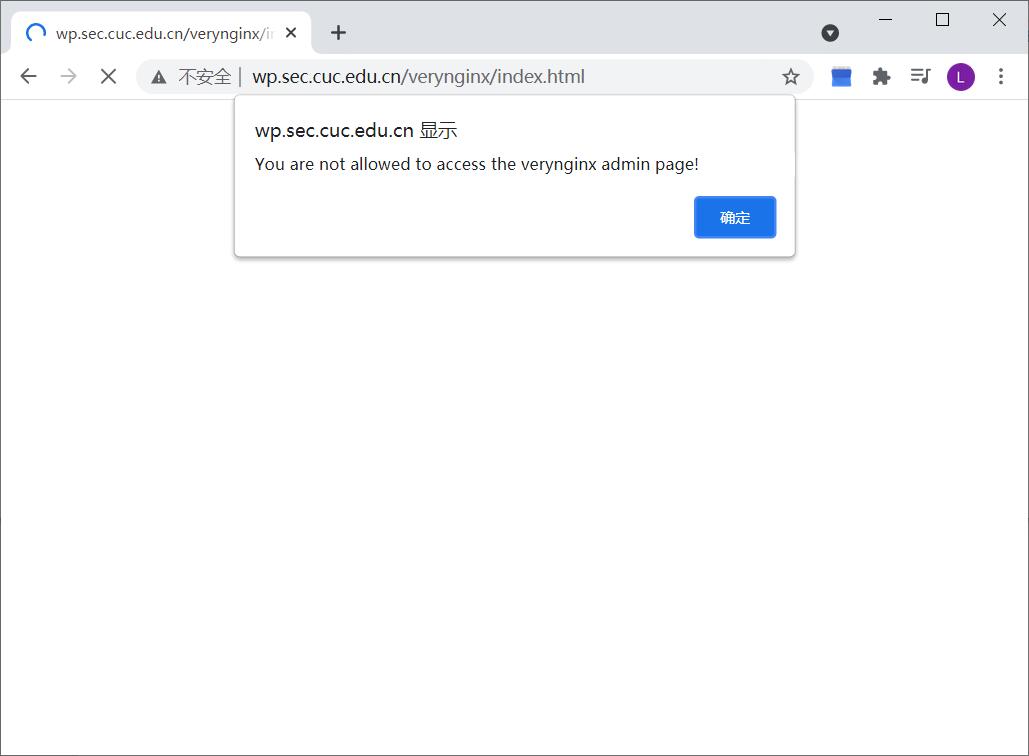 wp.sec.cuc.edu.cn/verynginx/in
不安全 | wp.sec.cuc.edu.cn/verynginx/index.html
L
wp.sec.cuc.edu.cn 显示
You are not allowed to access the verynginx admin page!
确定